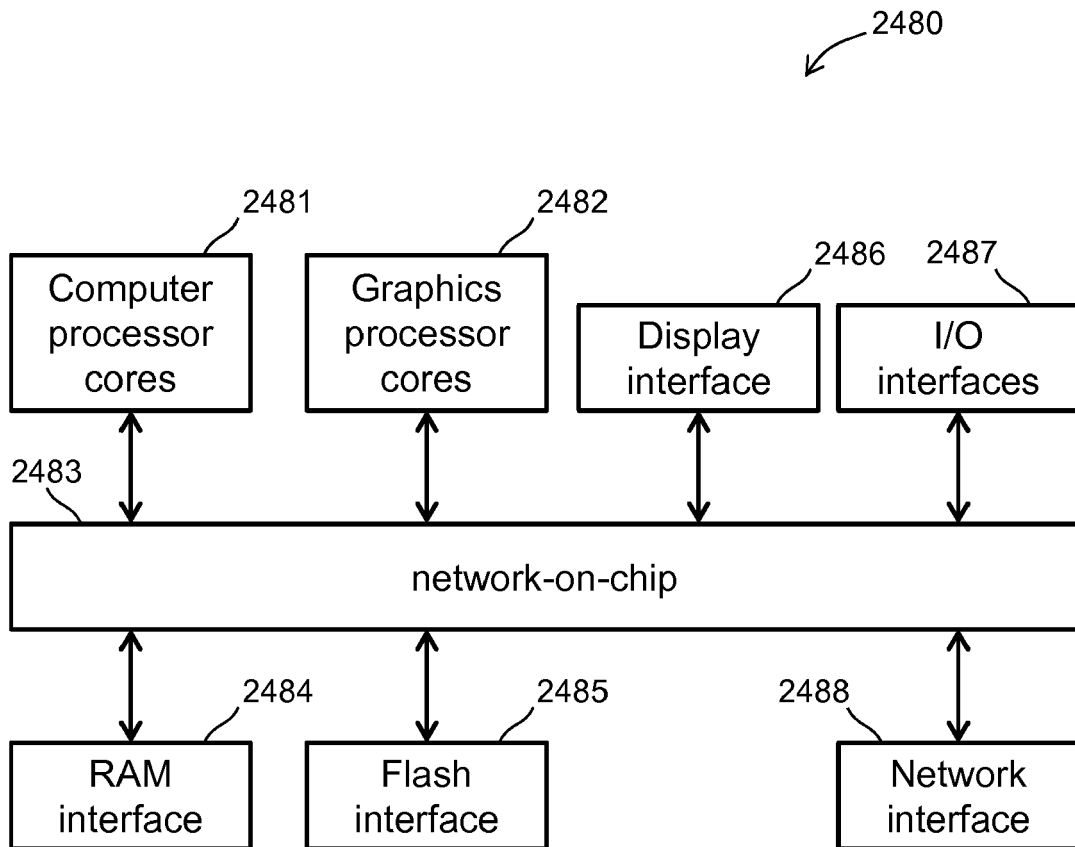 2480
2481
2482
2486
2487
Computer
processor
cores
Graphics
processor
cores
Display
interface
I/O
interfaces
2483
network-on-chip
2484
2485
2488
RAM
interface
Flash
interface
Network
interface